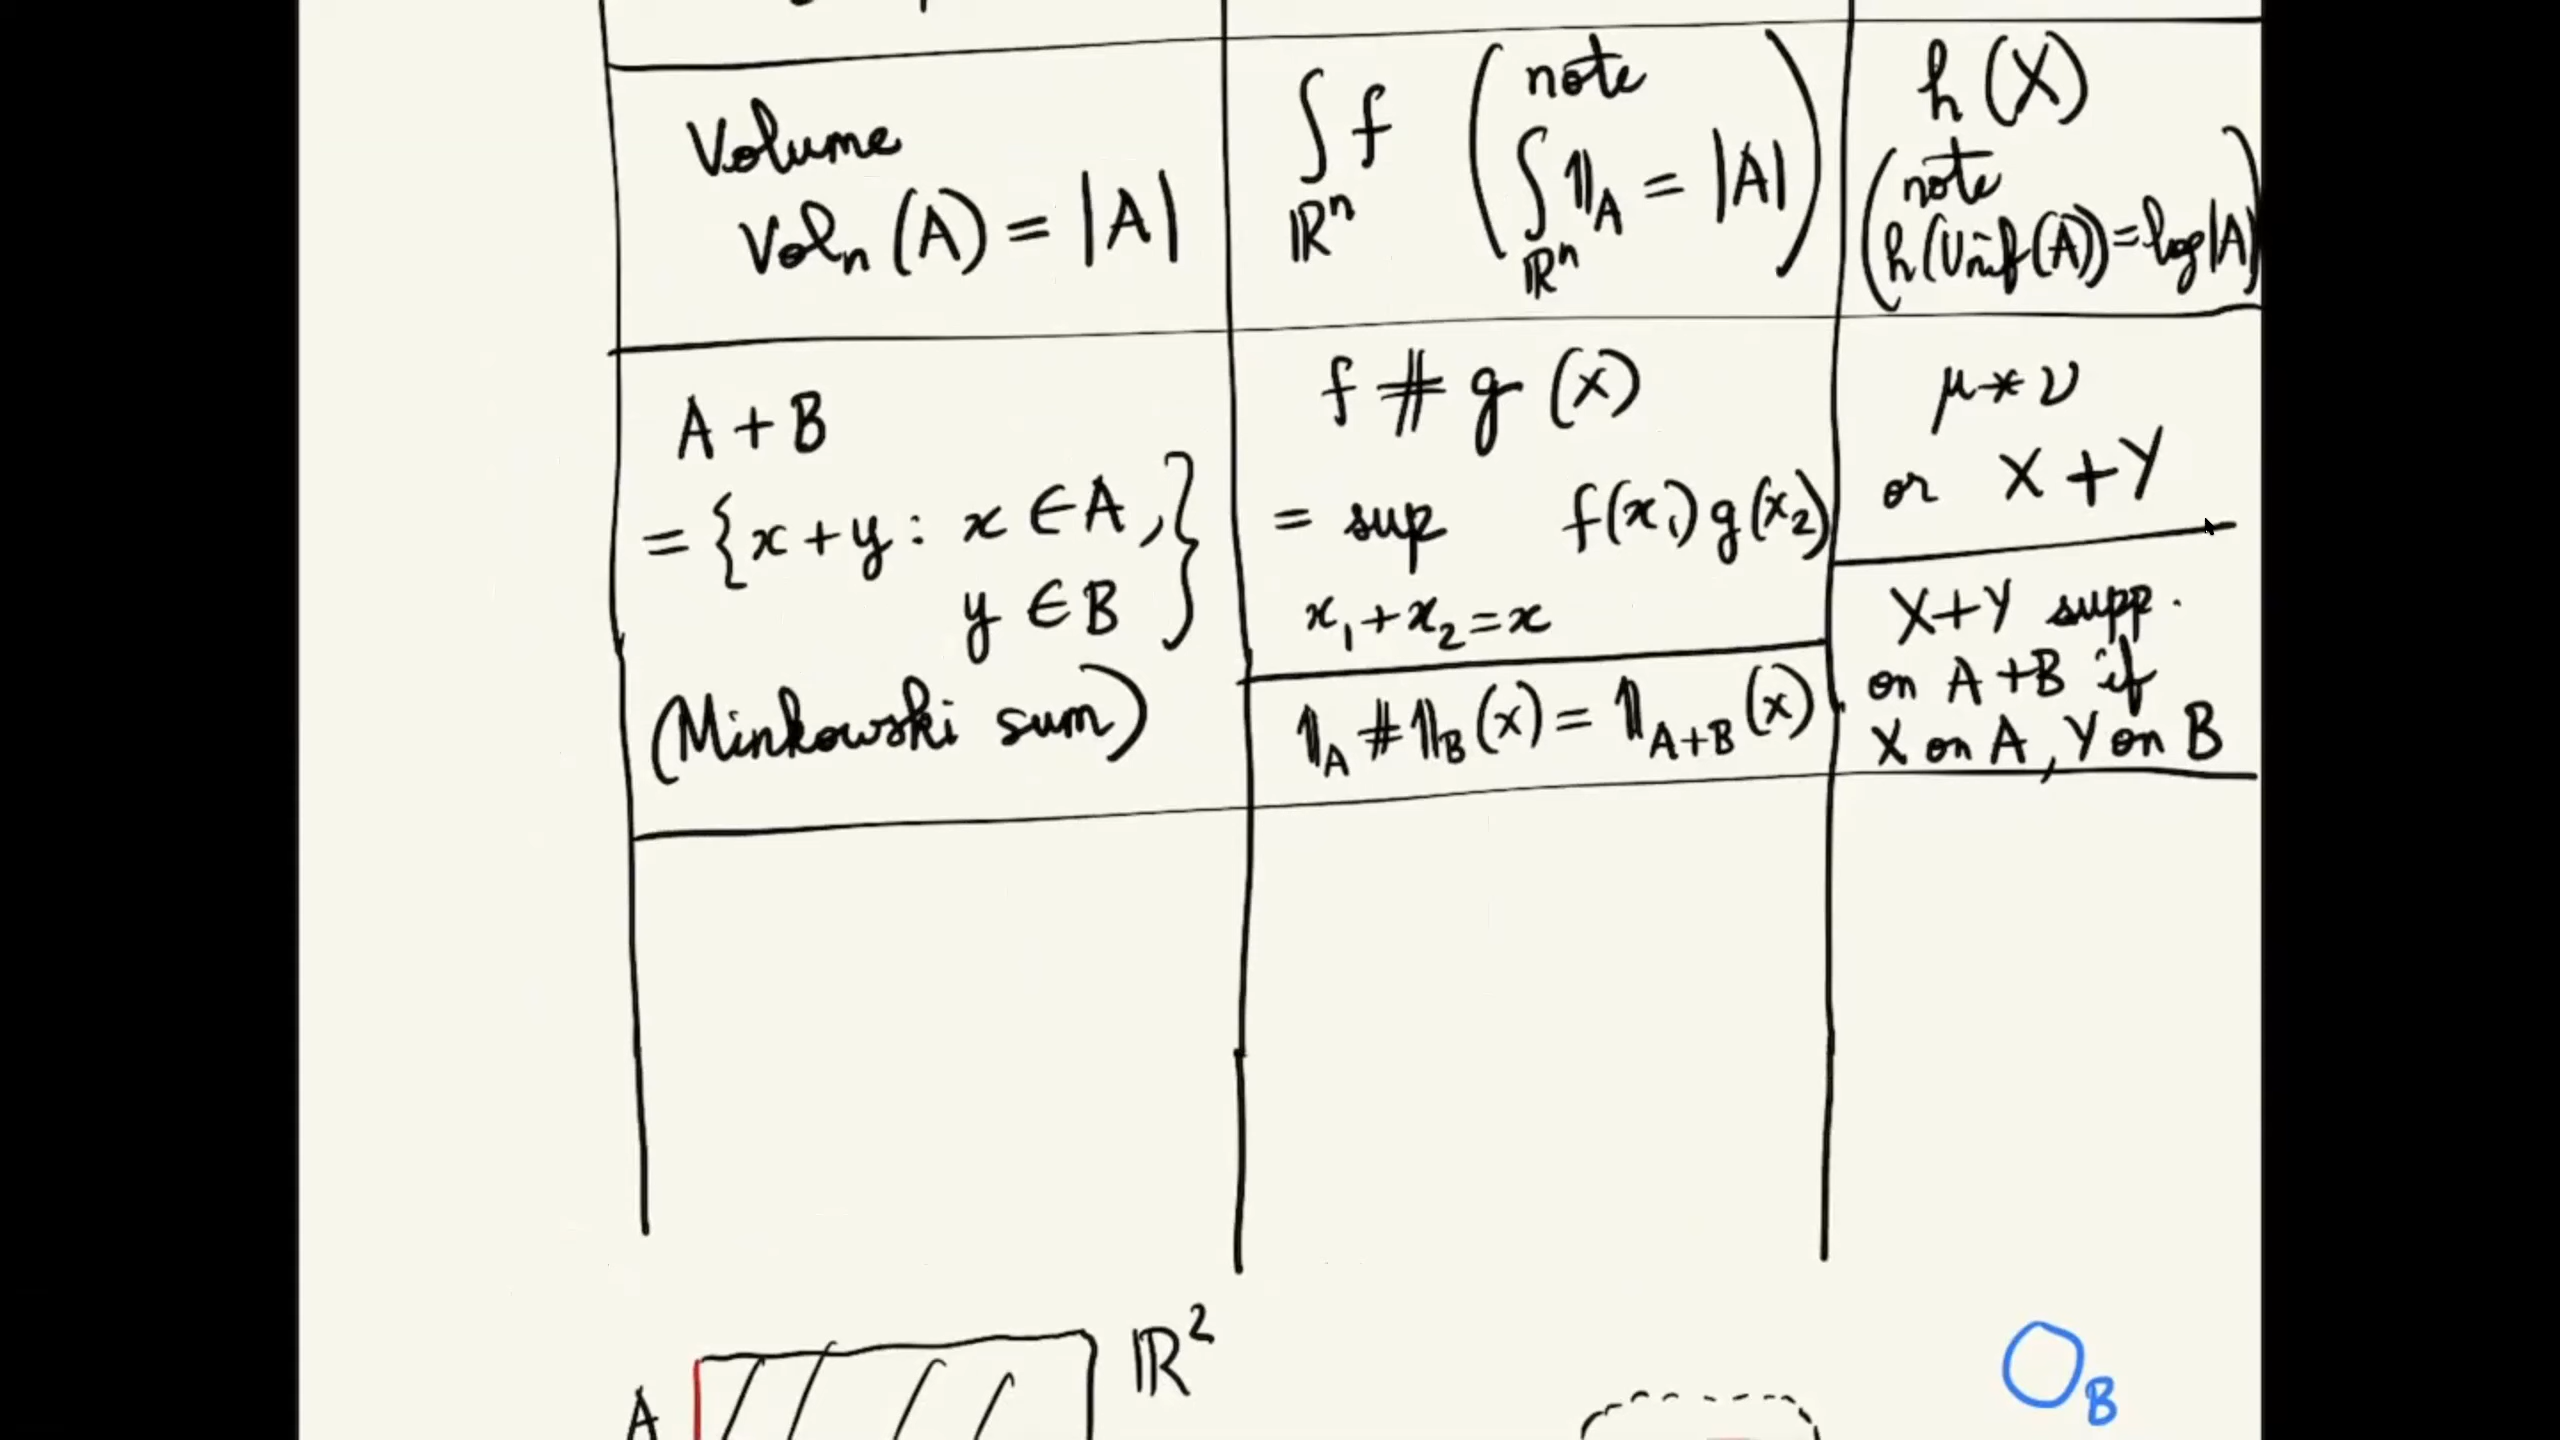 Volume
Volₙ(A) = |A|
∫_{ℝⁿ} f (note ∫_{ℝⁿ} 𝟙_A = |A|)
h(X)
(note
h(Unif(A)) = log|A|)
A + B
= {x + y : x ∈ A,
y ∈ B}
(Minkowski sum)
f # g (x)
= sup f(x₁) g(x₂)
x₁ + x₂ = x
𝟙_A # 𝟙_B (x) = 𝟙_{A+B} (x)
μ * ν
or X + Y
X + Y supp.
on A + B if
X on A, Y on B
A
ℝ²
B